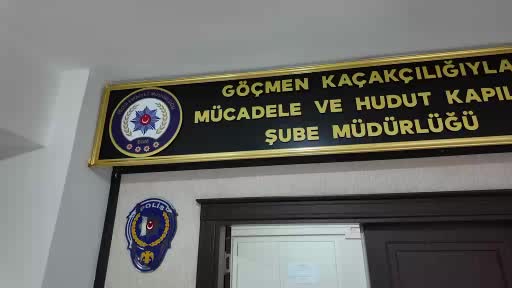 GÖÇMEN KAÇAKÇILIĞIYLA
MÜCADELE VE HUDUT KAPIL
ŞUBE MÜDÜRLÜĞÜ
POLİS